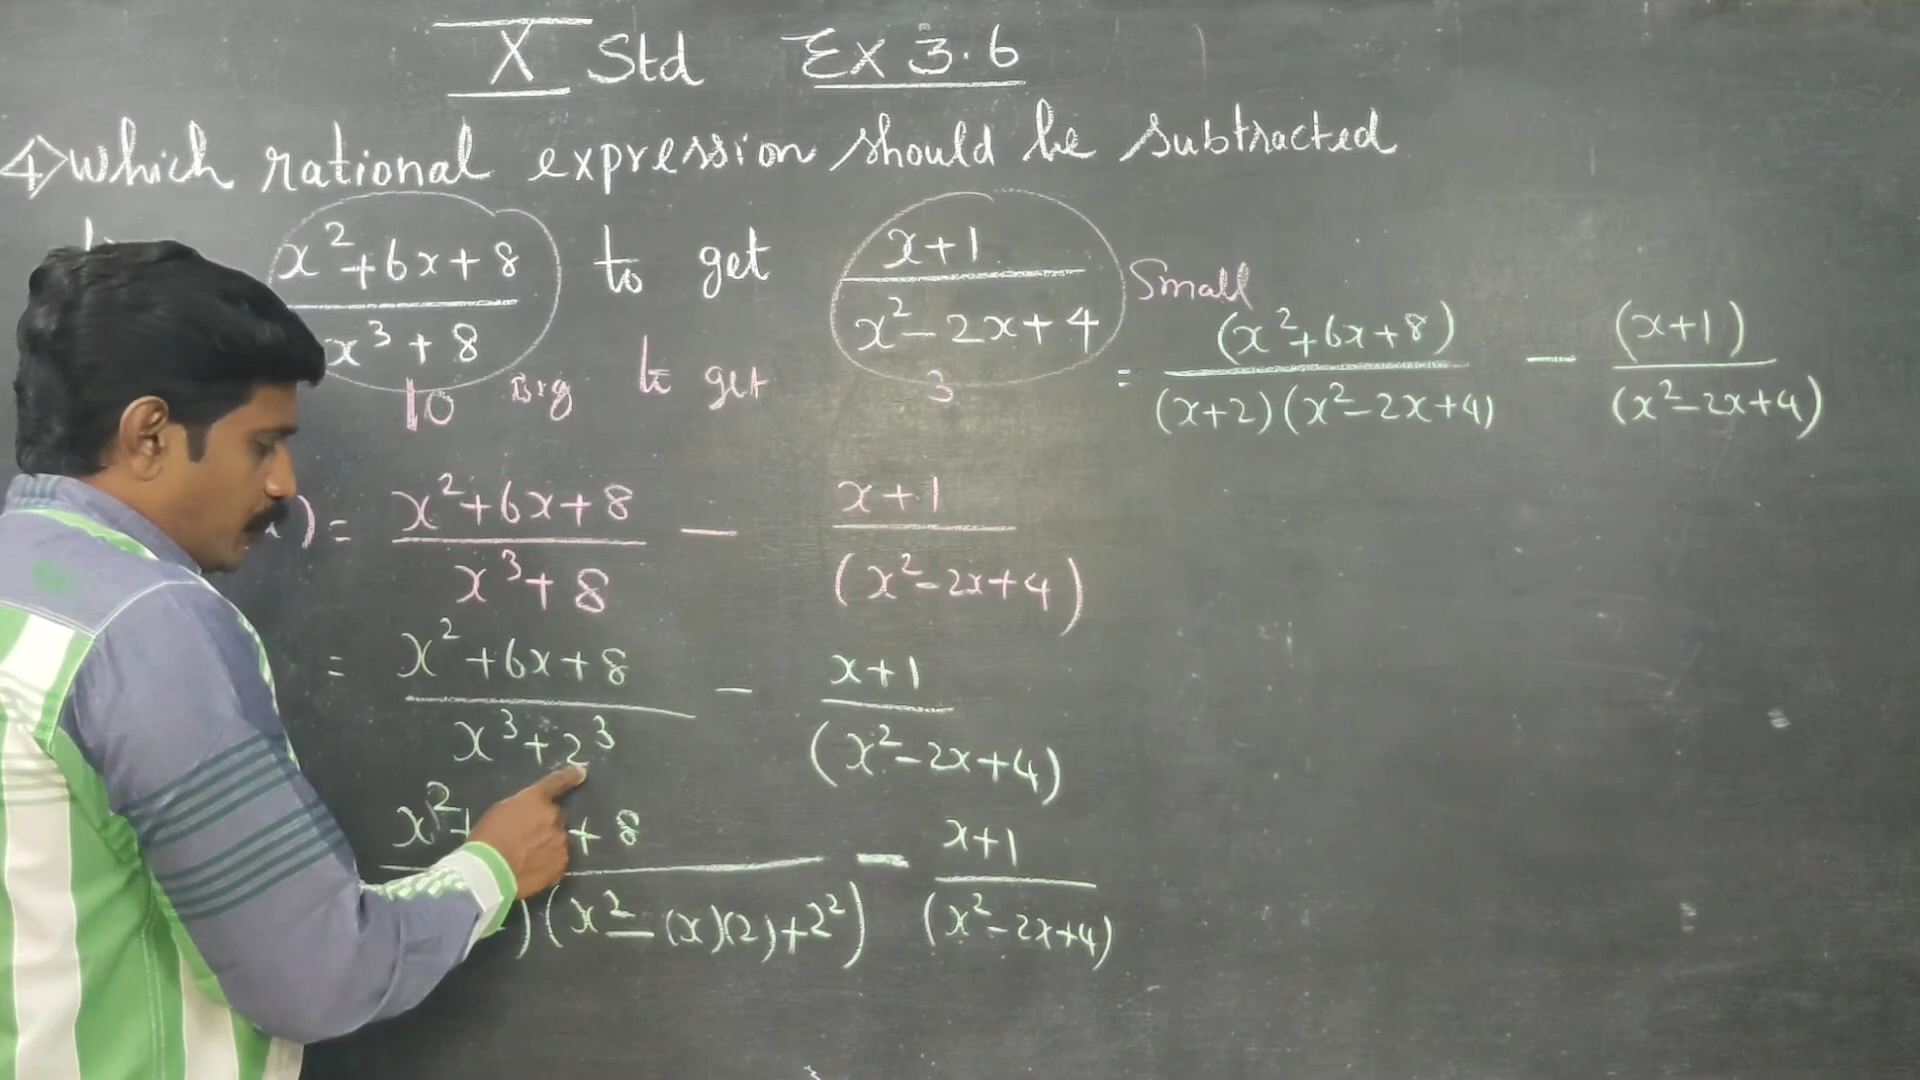 X Std Ex 3.6
4) which rational expression should be subtracted
x²+6x+8 to get x+1
x³+8 x²-2x+4
10 Big to get 3 Small
) = x²+6x+8 - x+1
x³+8 (x²-2x+4)
= x²+6x+8 - x+1
x³+2³ (x²-2x+4)
x²+ +8 - x+1
)(x²-(x)(2)+2²) (x²-2x+4)
= (x²+6x+8) - (x+1)
(x+2)(x²-2x+4) (x²-2x+4)